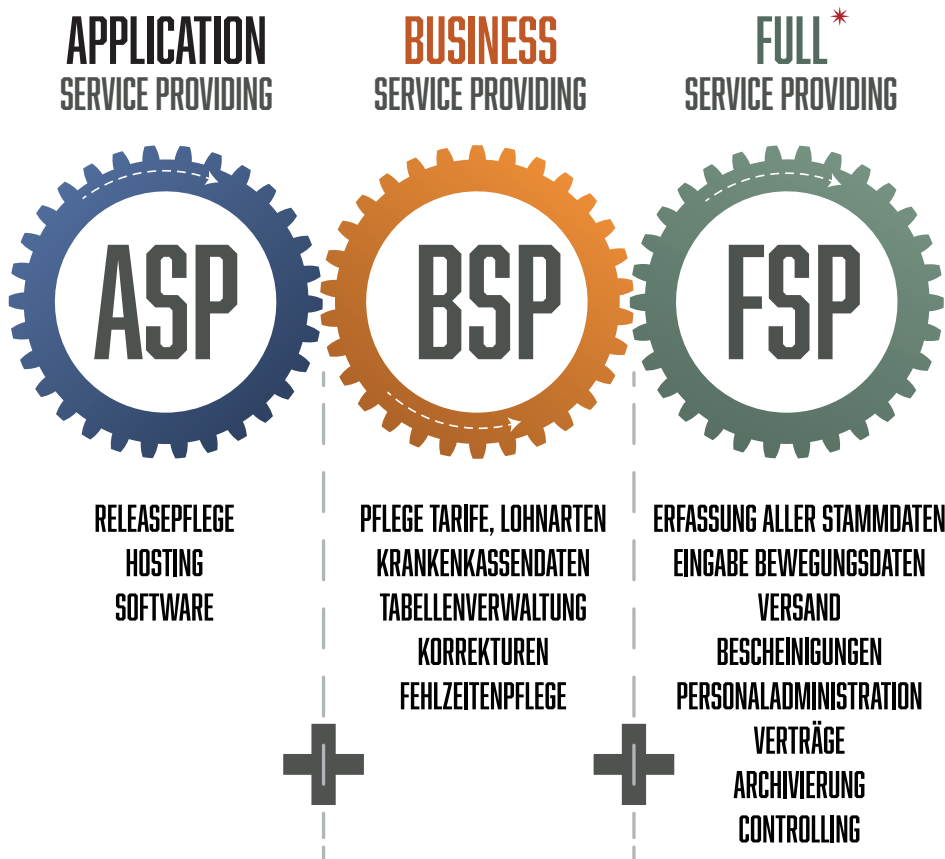 APPLICATION
SERVICE PROVIDING
ASP
RELEASEPFLEGE
HOSTING
SOFTWARE
BUSINESS
SERVICE PROVIDING
BSP
PFLEGE TARIFE, LOHNARTEN
KRANKENKASSENDATEN
TABELLENVERWALTUNG
KORREKTUREN
FEHLZEITENPFLEGE
FULL*
SERVICE PROVIDING
FSP
ERFASSUNG ALLER STAMMDATEN
EINGABE BEWEGUNGSDATEN
VERSAND
BESCHEINIGUNGEN
PERSONALADMINISTRATION
VERTRÄGE
ARCHIVIERUNG
CONTROLLING